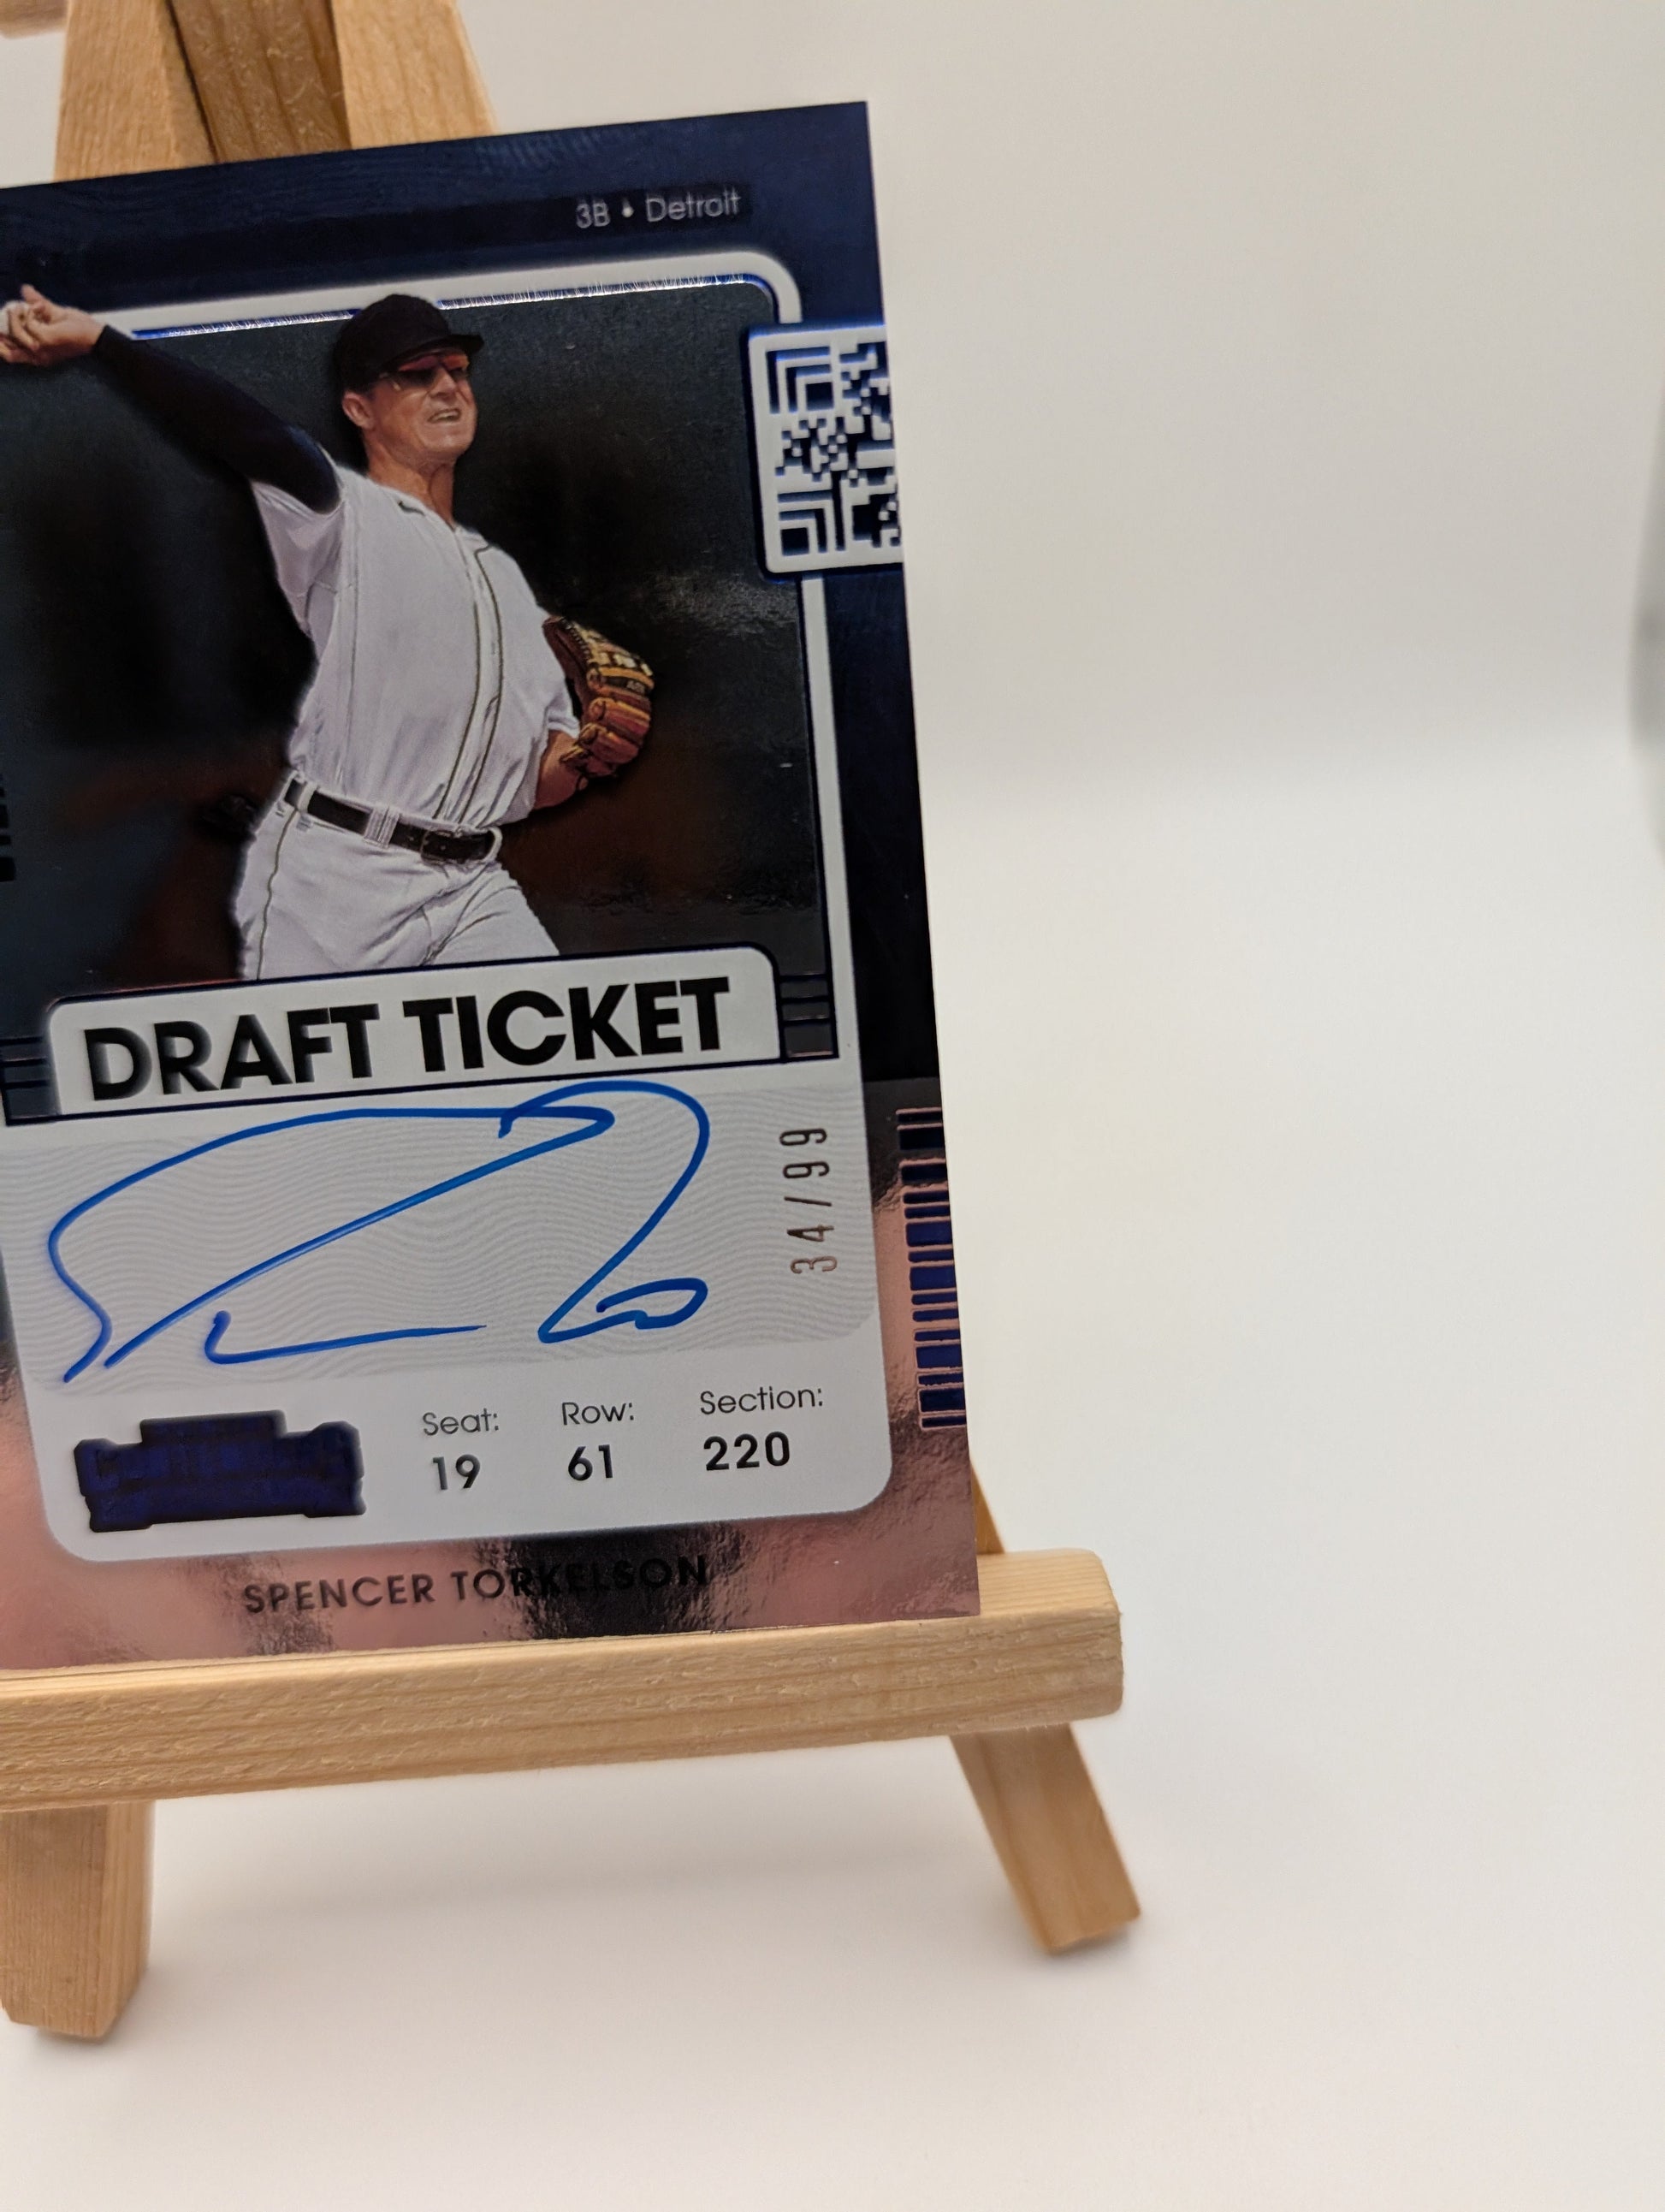 3B • Detroit
DRAFT TICKET
34/99
Seat: Row: Section:
19 61 220
SPENCER TORKELSON